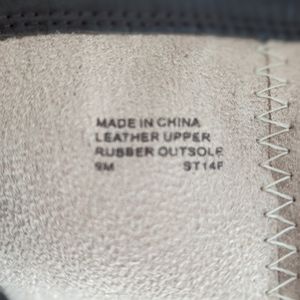 MADE IN CHINA
LEATHER UPPER
RUBBER OUTSOLE
9M ST14F